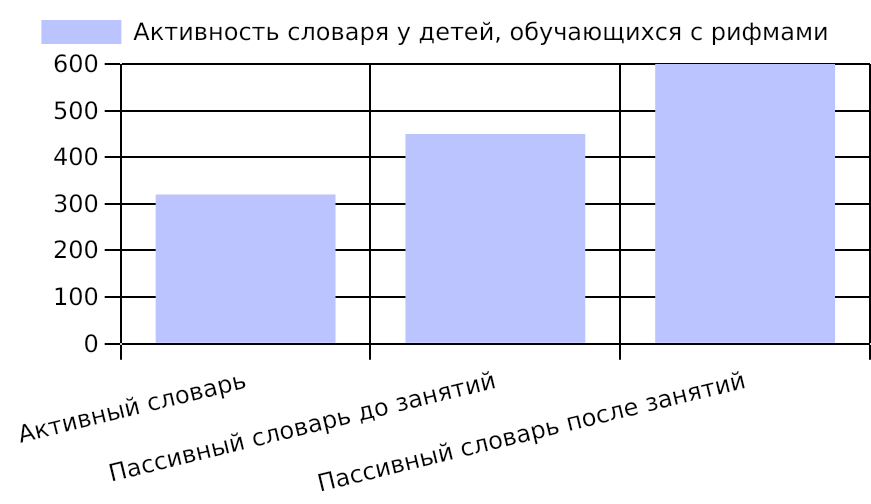 Активность словаря у детей, обучающихся с рифмами
600
500
400
300
200
100
0
Активный словарь
Пассивный словарь до занятий
Пассивный словарь после занятий